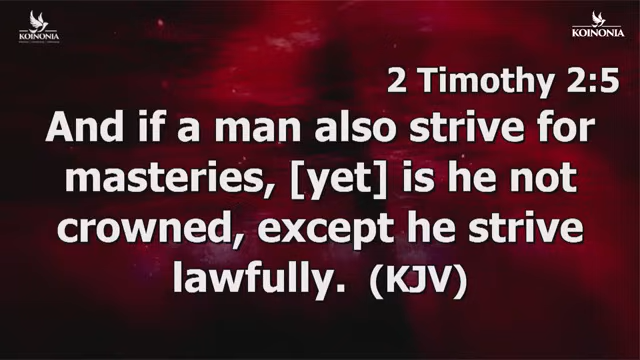 KOINONIA
KOINONIA
2 Timothy 2:5
And if a man also strive for
masteries, [yet] is he not
crowned, except he strive
lawfully. (KJV)